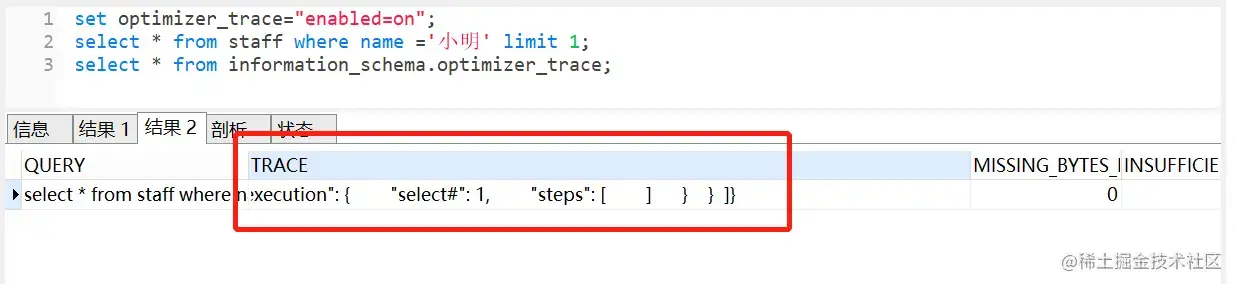 1 set optimizer_trace="enabled=on";
2 select * from staff where name ='小明' limit 1;
3 select * from information_schema.optimizer_trace;
信息 结果 1 结果 2 剖析 状态
QUERY TRACE MISSING_BYTES_ INSUFFICIE
select * from staff where n xecution": { "select#": 1, "steps": [ ] } } ]} 0
@稀土掘金技术社区